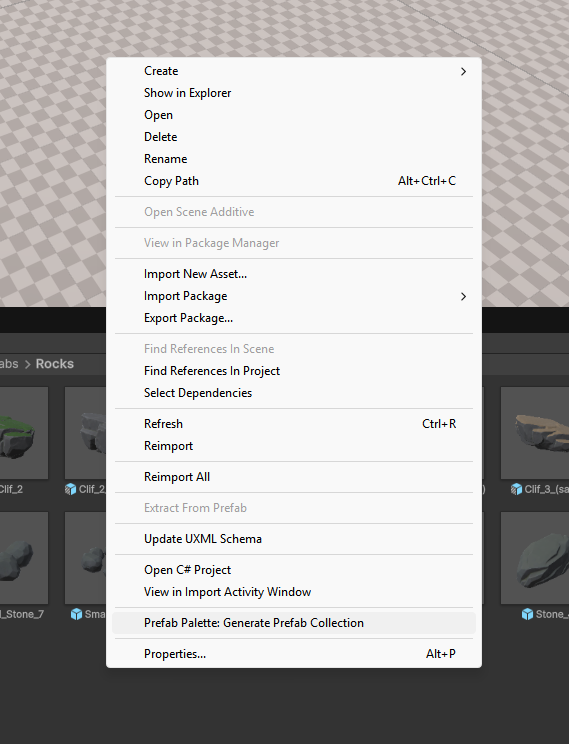 Create
Show in Explorer
Open
Delete
Rename
Copy Path Alt+Ctrl+C
Open Scene Additive
View in Package Manager
Import New Asset...
Import Package
Export Package...
Find References In Scene
abs > Rocks
Find References In Project
Select Dependencies
Refresh Ctrl+R
Reimport
Reimport All
Clif_2 Clif_2 ) Clif_3_(sa
Extract From Prefab
Update UXML Schema
Open C# Project
View in Import Activity Window
_Stone_7 Sma Stone_
Prefab Palette: Generate Prefab Collection
Properties... Alt+P